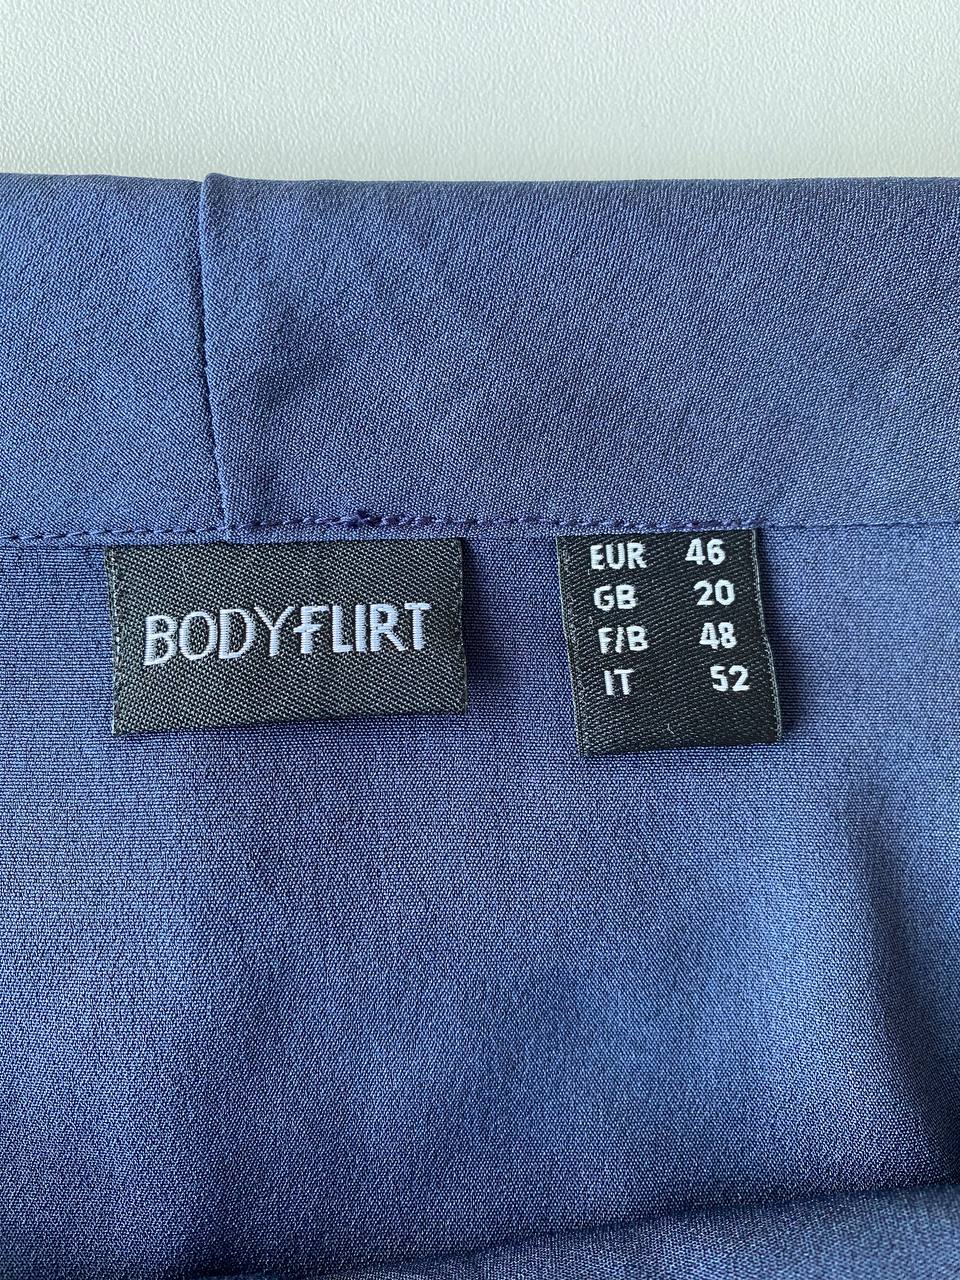 BODYFLIRT
EUR 46
GB 20
F/B 48
IT 52